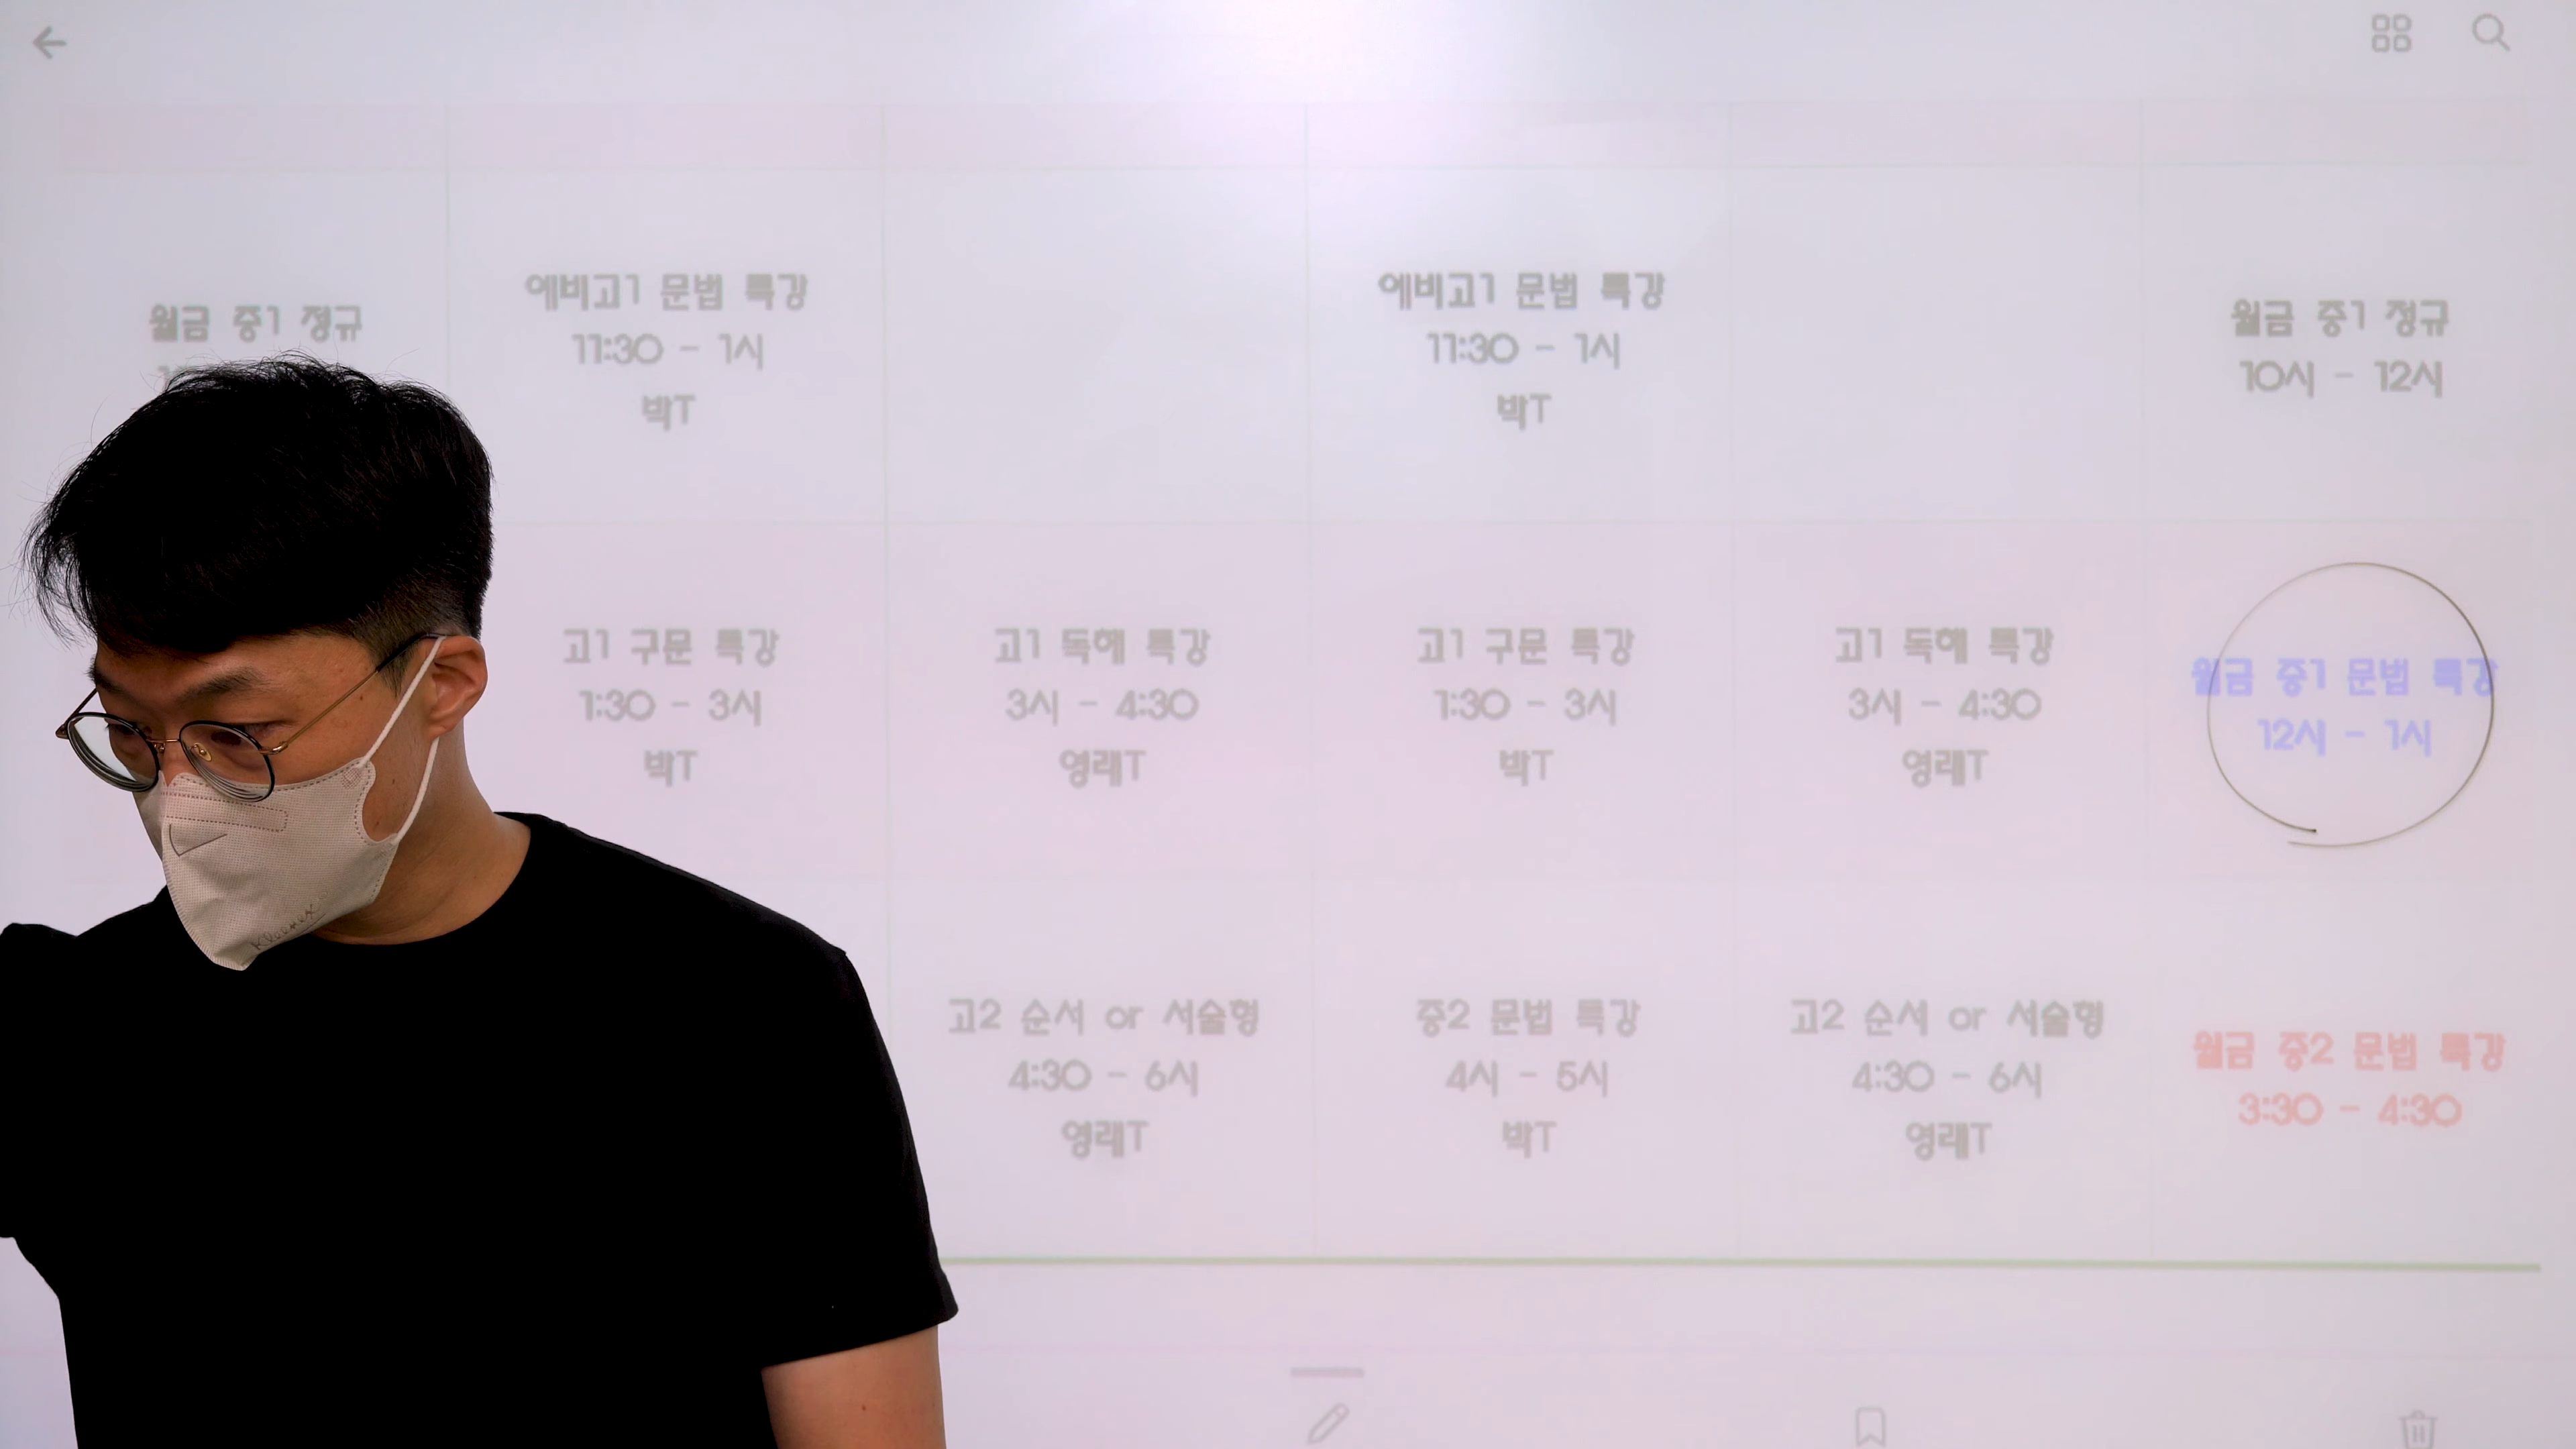 월금 중1 정규
에비고1 문법 특강
11:30 - 1시
박T
에비고1 문법 특강
11:30 - 1시
박T
월금 중1 정규
10시 - 12시
고1 구문 특강
1:30 - 3시
박T
고1 독해 특강
3시 - 4:30
영래T
고1 구문 특강
1:30 - 3시
박T
고1 독해 특강
3시 - 4:30
영래T
월금 중1 문법 특강
12시 - 1시
고2 순서 or 서술형
4:30 - 6시
영래T
중2 문법 특강
4시 - 5시
박T
고2 순서 or 서술형
4:30 - 6시
영래T
월금 중2 문법 특강
3:30 - 4:30